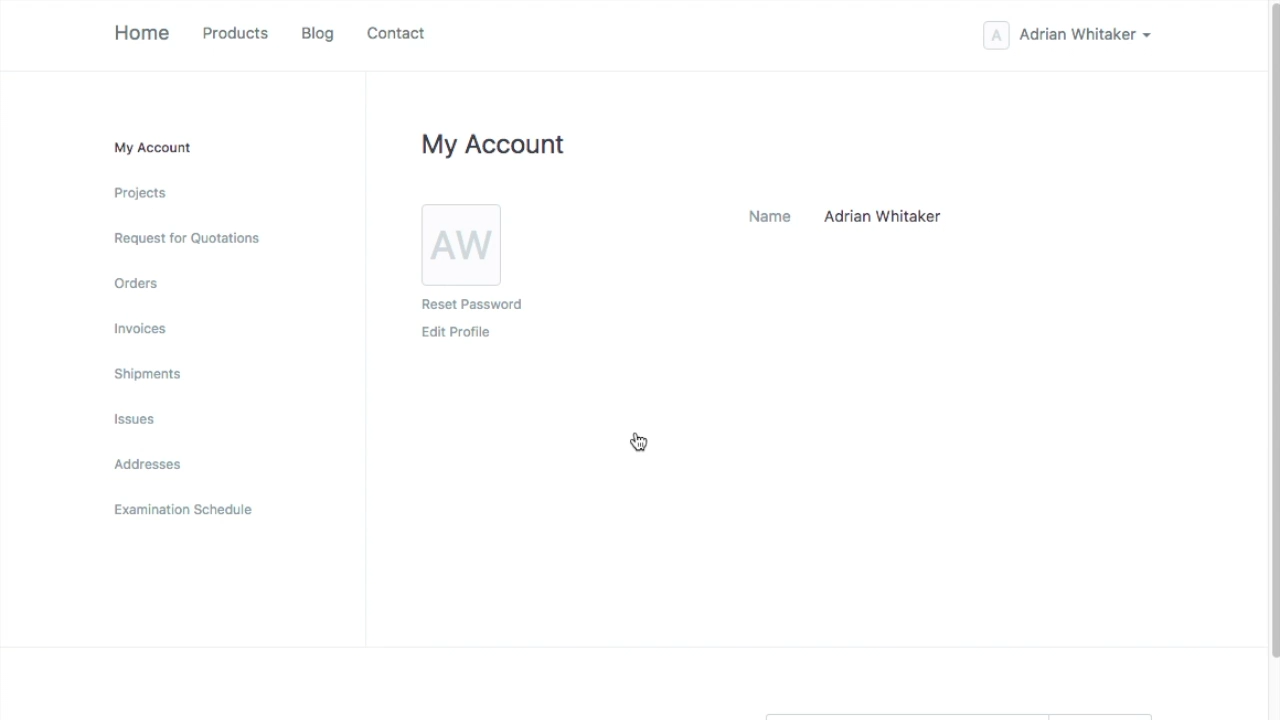 Home Products Blog Contact A Adrian Whitaker
My Account
Projects
Request for Quotations
Orders
Invoices
Shipments
Issues
Addresses
Examination Schedule
My Account
AW
Reset Password
Edit Profile
Name Adrian Whitaker